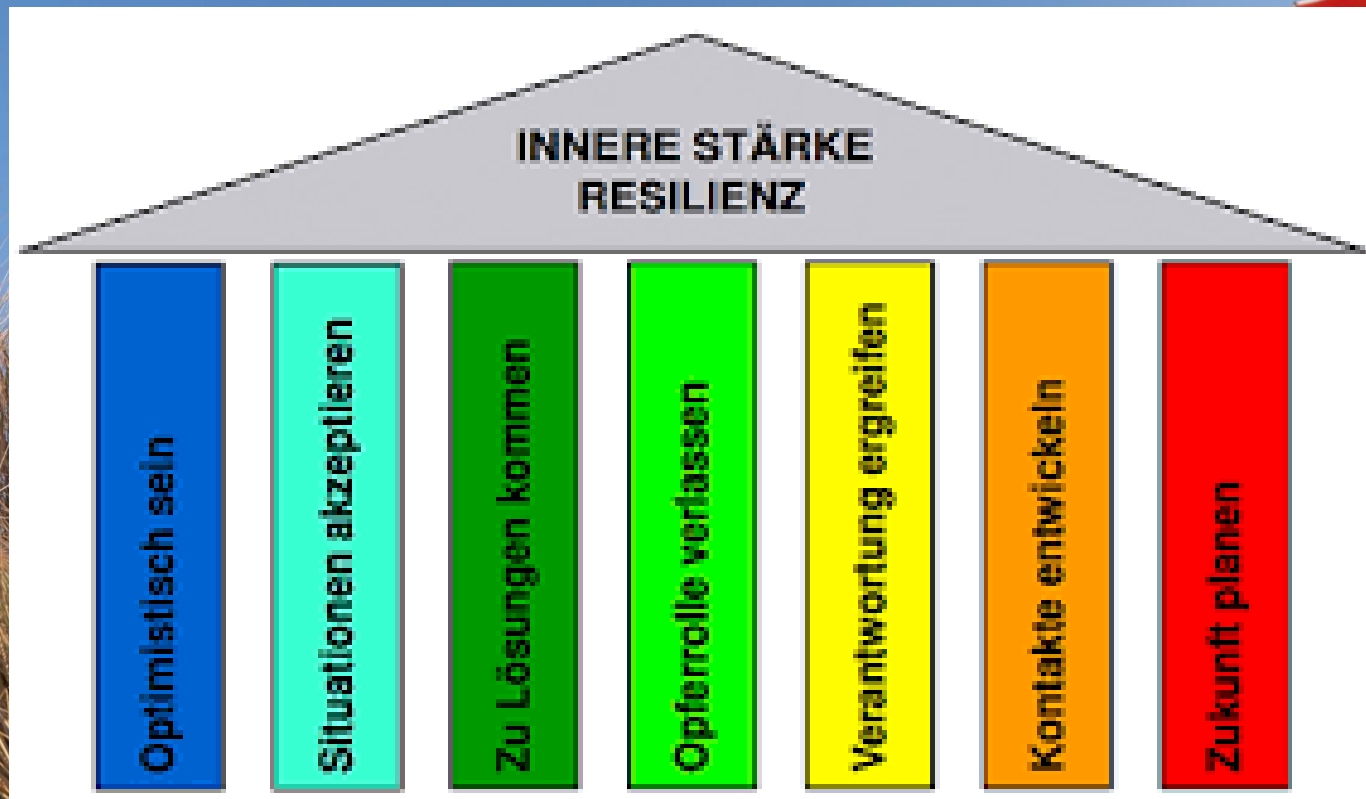 INNERE STÄRKE
RESILIENZ
Optimistisch sein
Situationen akzeptieren
Zu Lösungen kommen
Opferrolle verlassen
Verantwortung ergreifen
Kontakte entwickeln
Zukunft planen